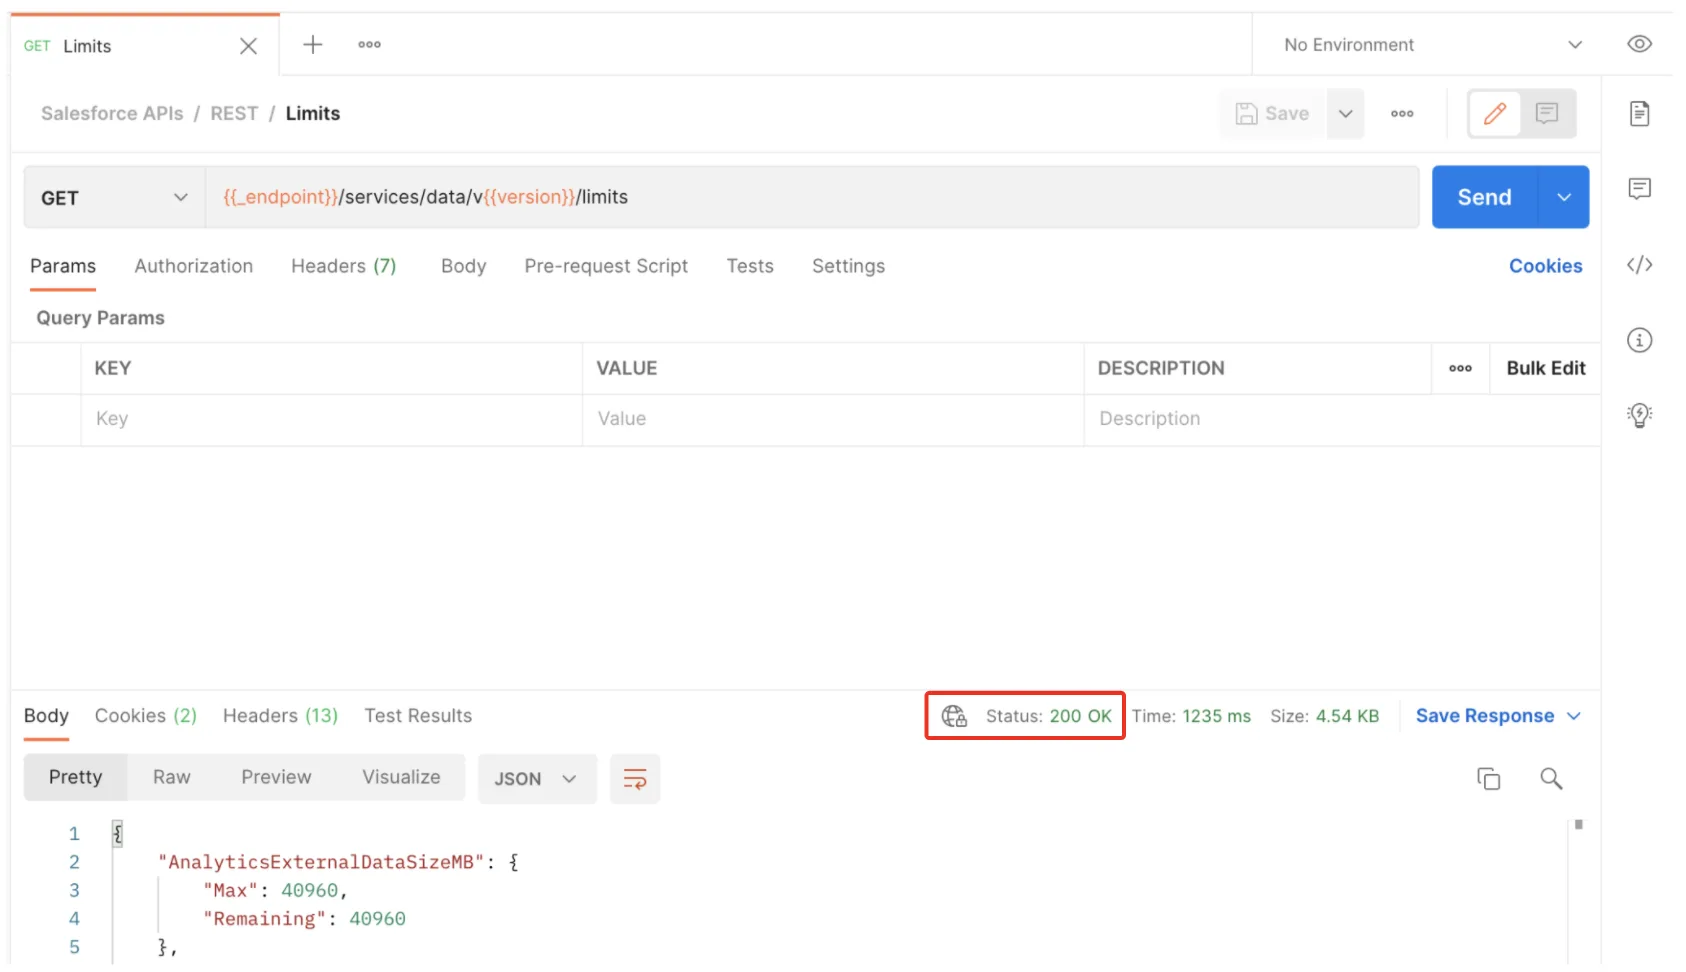 GET Limits
No Environment
Salesforce APIs / REST / Limits
Save
GET {{_endpoint}}/services/data/v{{version}}/limits
Send
Params Authorization Headers (7) Body Pre-request Script Tests Settings Cookies
Query Params
KEY VALUE DESCRIPTION Bulk Edit
Key Value Description
Body Cookies (2) Headers (13) Test Results Status: 200 OK Time: 1235 ms Size: 4.54 KB Save Response
Pretty Raw Preview Visualize JSON
1 {
2 "AnalyticsExternalDataSizeMB": {
3 "Max": 40960,
4 "Remaining": 40960
5 },